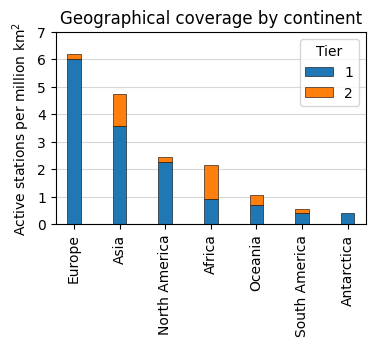 Geographical coverage by continent
Active stations per million km²
7
6
5
4
3
2
1
0
Tier
1
2
Europe
Asia
North America
Africa
Oceania
South America
Antarctica